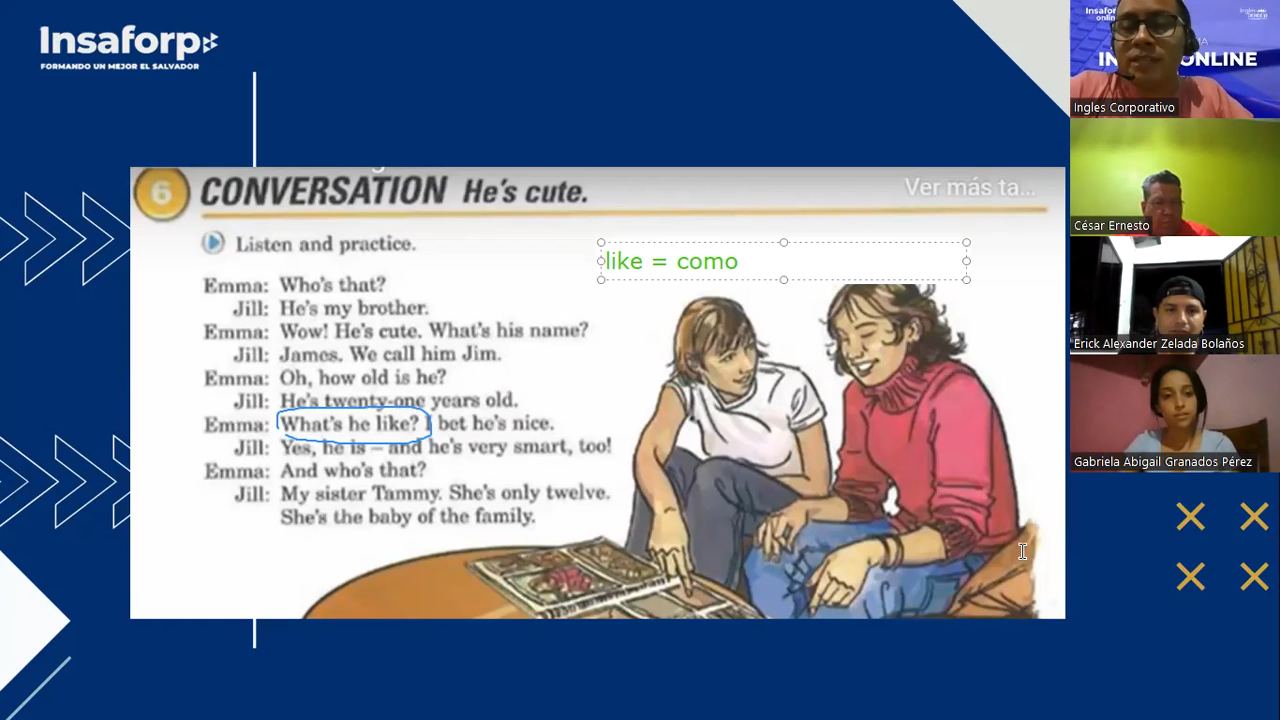 Insaforp
FORMANDO UN MEJOR EL SALVADOR
6 CONVERSATION He's cute.
Ver más ta...
Listen and practice.
like = como
Emma: Who's that?
Jill: He's my brother.
Emma: Wow! He's cute. What's his name?
Jill: James. We call him Jim.
Emma: Oh, how old is he?
Jill: He's twenty-one years old.
Emma: What's he like? I bet he's nice.
Jill: Yes, he is – and he's very smart, too!
Emma: And who's that?
Jill: My sister Tammy. She's only twelve.
She's the baby of the family.
ONLINE
Ingles Corporativo
César Ernesto
Erick Alexander Zelada Bolaños
Gabriela Abigail Granados Pérez